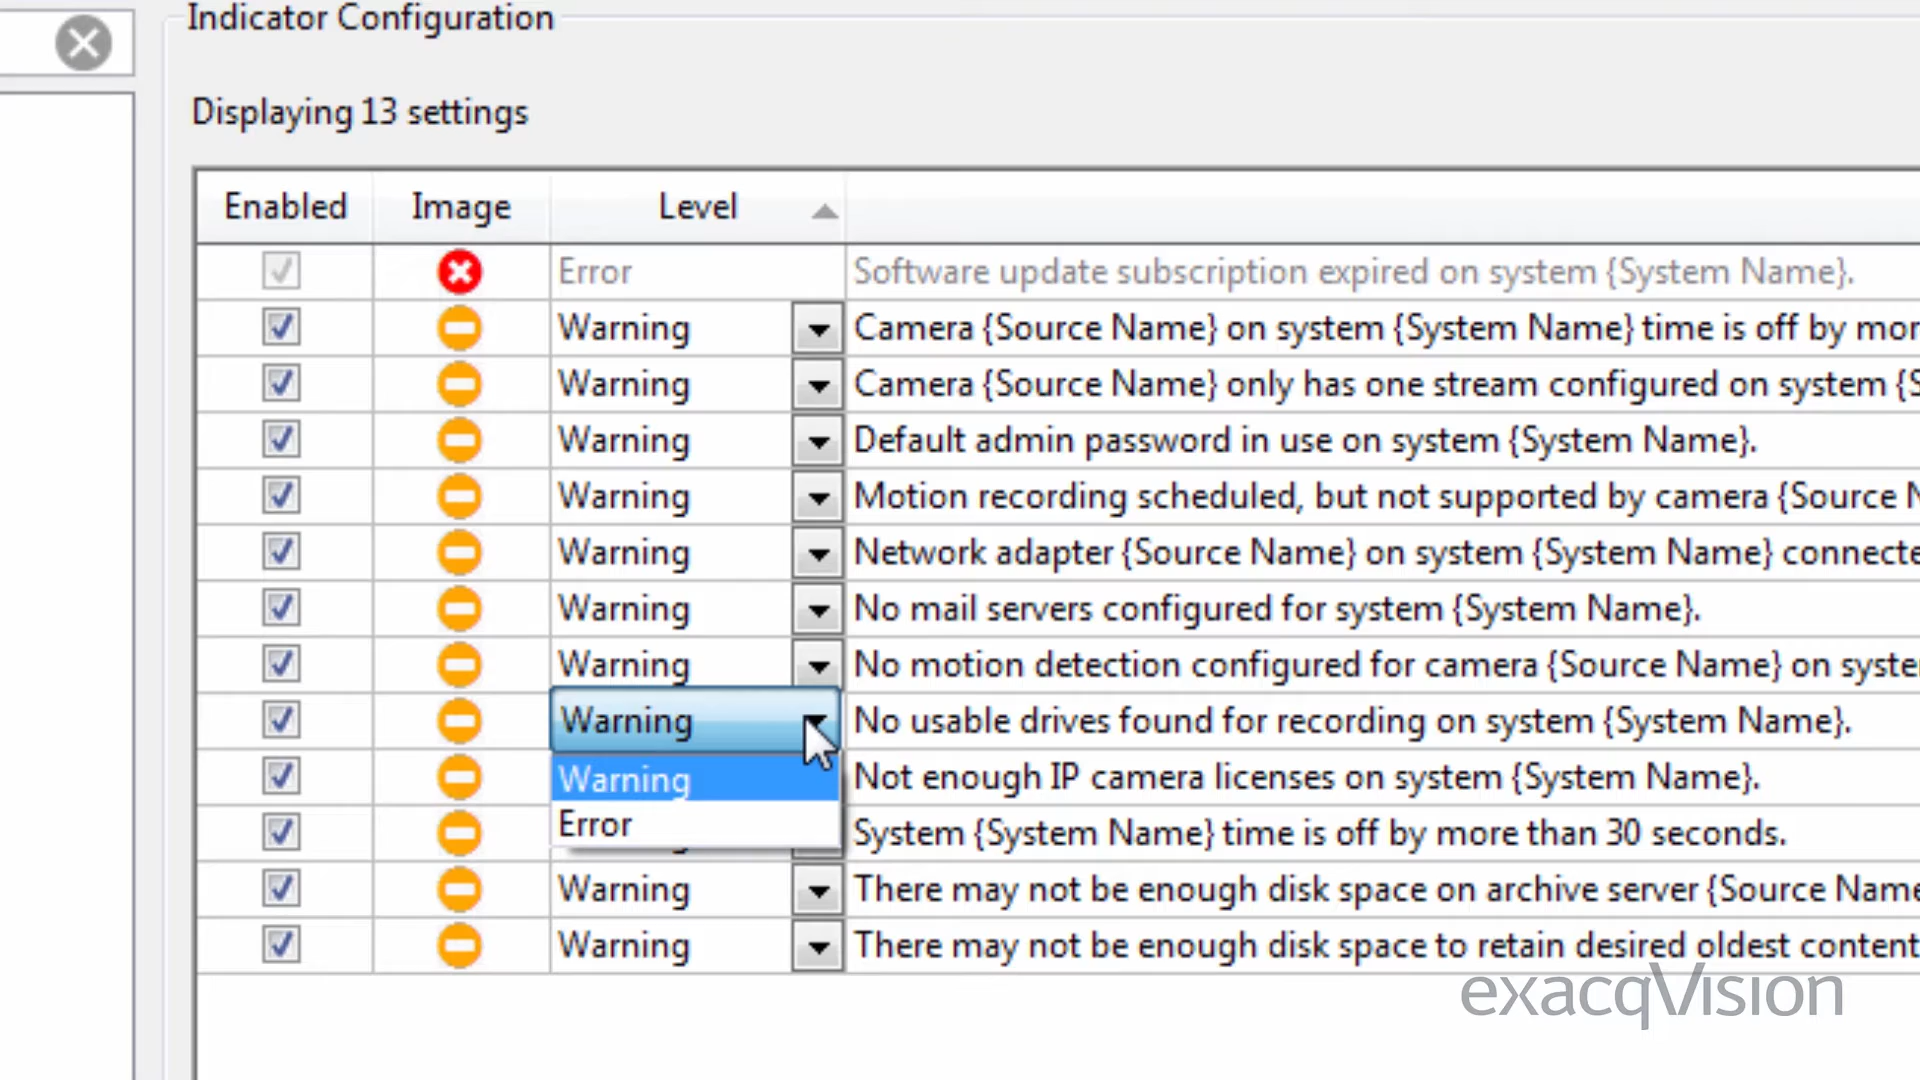 Indicator Configuration
Displaying 13 settings
Enabled Image Level
Error Software update subscription expired on system {System Name}.
Warning Camera {Source Name} on system {System Name} time is off by mor
Warning Camera {Source Name} only has one stream configured on system {S
Warning Default admin password in use on system {System Name}.
Warning Motion recording scheduled, but not supported by camera {Source N
Warning Network adapter {Source Name} on system {System Name} connecte
Warning No mail servers configured for system {System Name}.
Warning No motion detection configured for camera {Source Name} on syste
Warning No usable drives found for recording on system {System Name}.
Warning Not enough IP camera licenses on system {System Name}.
Error System {System Name} time is off by more than 30 seconds.
Warning There may not be enough disk space on archive server {Source Name
Warning There may not be enough disk space to retain desired oldest content
exacqVision